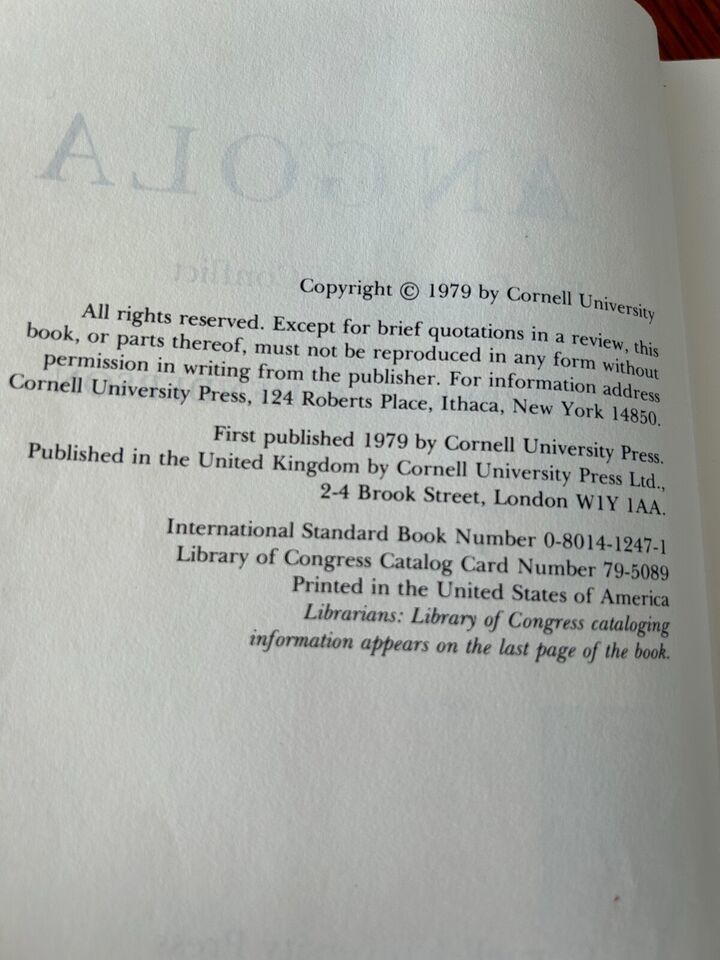 ANGOLA
Conflict
Copyright © 1979 by Cornell University
All rights reserved. Except for brief quotations in a review, this
book, or parts thereof, must not be reproduced in any form without
permission in writing from the publisher. For information address
Cornell University Press, 124 Roberts Place, Ithaca, New York 14850.
First published 1979 by Cornell University Press.
Published in the United Kingdom by Cornell University Press Ltd.,
2-4 Brook Street, London W1Y 1AA.
International Standard Book Number 0-8014-1247-1
Library of Congress Catalog Card Number 79-5089
Printed in the United States of America
Librarians: Library of Congress cataloging
information appears on the last page of the book.
University Press